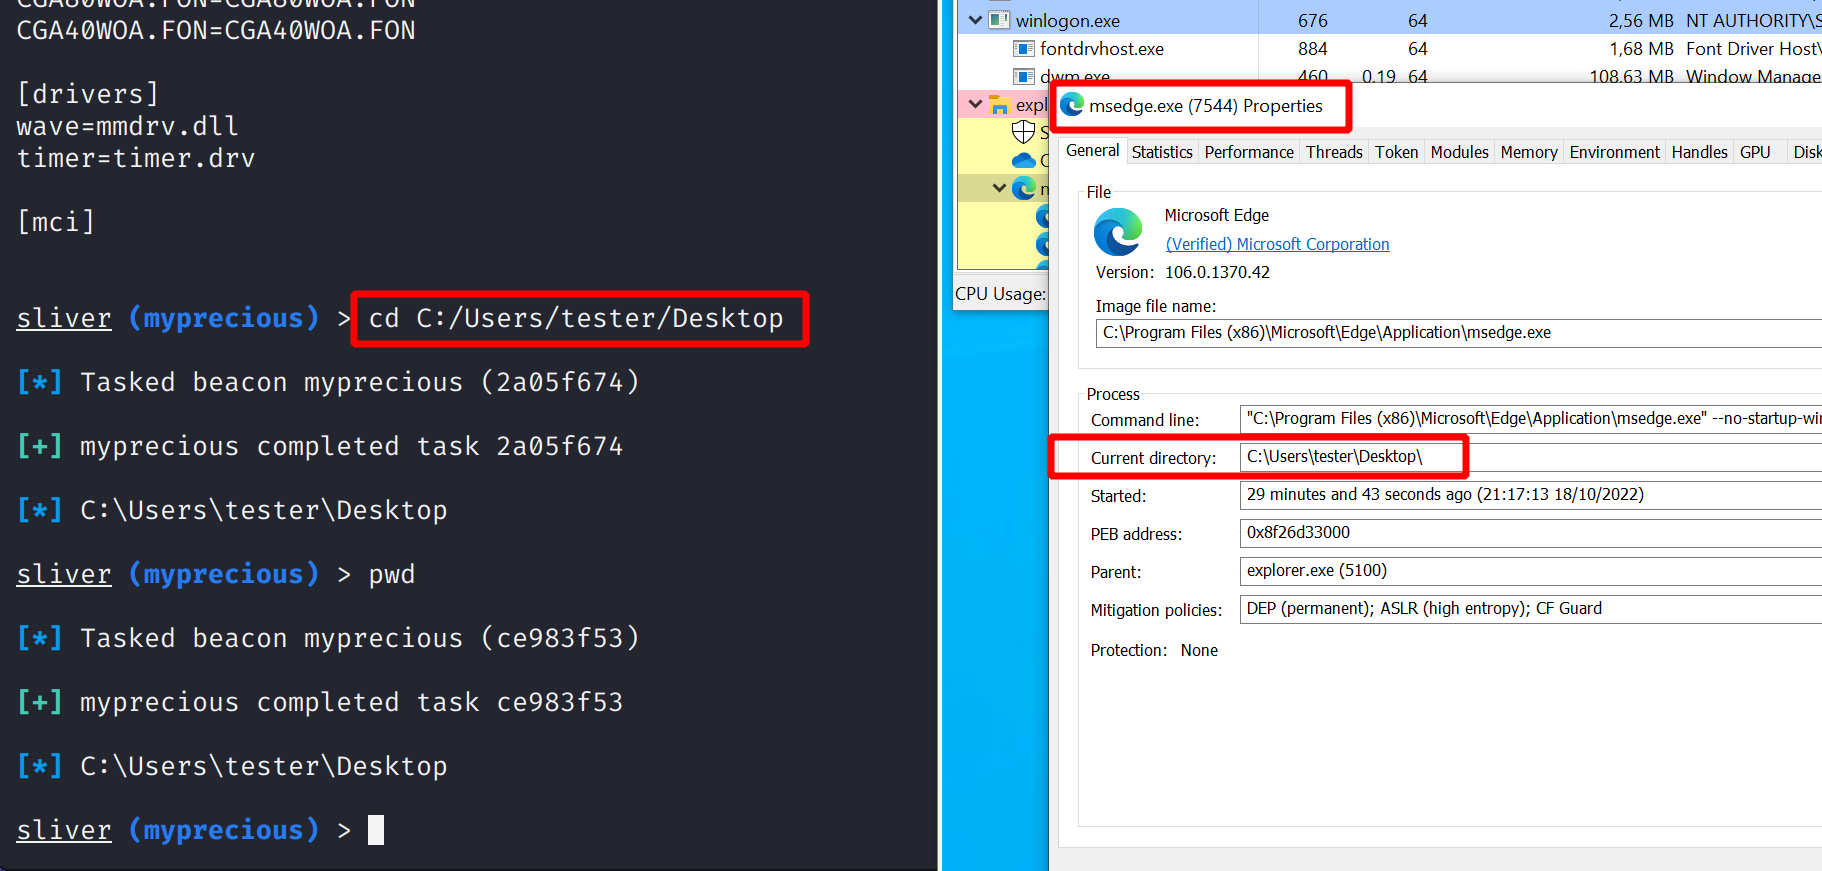 CGA80WOA.FON=CGA80WOA.FON
CGA40WOA.FON=CGA40WOA.FON
[drivers]
wave=mmdrv.dll
timer=timer.drv
[mci]
sliver (myprecious) > cd C:/Users/tester/Desktop
[*] Tasked beacon myprecious (2a05f674)
[+] myprecious completed task 2a05f674
[*] C:\Users\tester\Desktop
sliver (myprecious) > pwd
[*] Tasked beacon myprecious (ce983f53)
[+] myprecious completed task ce983f53
[*] C:\Users\tester\Desktop
sliver (myprecious) >
winlogon.exe 676 64 2,56 MB NT AUTHORITY\S
fontdrvhost.exe 884 64 1,68 MB Font Driver Host\
dwm.exe 460 0,19 64 108,63 MB Window Manage
expl
CPU Usage:
msedge.exe (7544) Properties
General Statistics Performance Threads Token Modules Memory Environment Handles GPU Disk
File
Microsoft Edge
(Verified) Microsoft Corporation
Version: 106.0.1370.42
Image file name:
C:\Program Files (x86)\Microsoft\Edge\Application\msedge.exe
Process
Command line: "C:\Program Files (x86)\Microsoft\Edge\Application\msedge.exe" --no-startup-wi
Current directory: C:\Users\tester\Desktop\
Started: 29 minutes and 43 seconds ago (21:17:13 18/10/2022)
PEB address: 0x8f26d33000
Parent: explorer.exe (5100)
Mitigation policies: DEP (permanent); ASLR (high entropy); CF Guard
Protection: None